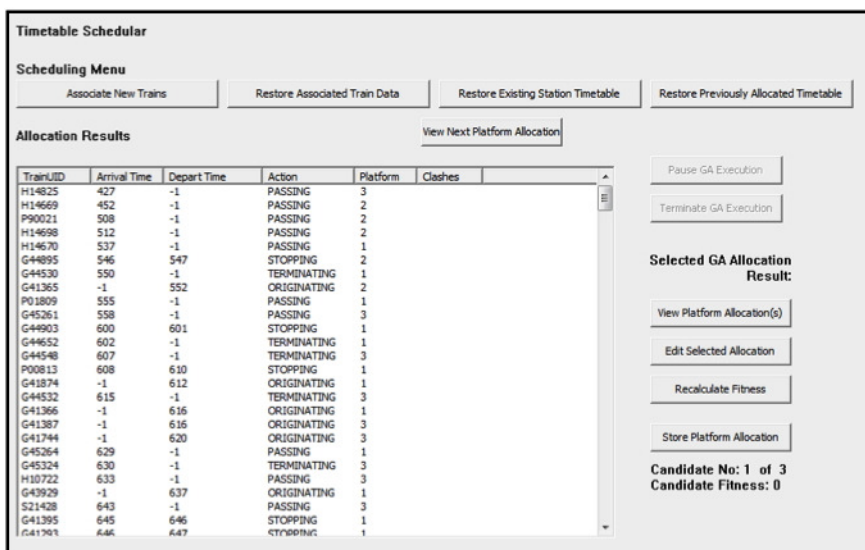 Timetable Schedular
Scheduling Menu
Associate New Trains Restore Associated Train Data Restore Existing Station Timetable Restore Previously Allocated Timetable
Allocation Results View Next Platform Allocation
TrainUID Arrival Time Depart Time Action Platform Clashes
H14825 427 -1 PASSING 3
H14669 452 -1 PASSING 2
P90021 508 -1 PASSING 2
H14698 512 -1 PASSING 2
H14670 537 -1 PASSING 1
G44895 546 547 STOPPING 2
G44530 550 -1 TERMINATING 1
G41365 -1 552 ORIGINATING 2
P01809 555 -1 PASSING 1
G45261 558 -1 PASSING 3
G44903 600 601 STOPPING 1
G44652 602 -1 TERMINATING 1
G44548 607 -1 TERMINATING 3
P00813 608 610 STOPPING 1
G41874 -1 612 ORIGINATING 1
G44532 615 -1 TERMINATING 3
G41366 -1 616 ORIGINATING 1
G41387 -1 616 ORIGINATING 3
G41744 -1 620 ORIGINATING 3
G45264 629 -1 PASSING 1
G45324 630 -1 TERMINATING 3
H10722 633 -1 PASSING 3
G43929 -1 637 ORIGINATING 1
S21428 643 -1 PASSING 3
G41395 645 646 STOPPING 1
G41293 646 647 STOPPING 1
Pause GA Execution
Terminate GA Execution
Selected GA Allocation
Result:
View Platform Allocation(s)
Edit Selected Allocation
Recalculate Fitness
Store Platform Allocation
Candidate No: 1 of 3
Candidate Fitness: 0